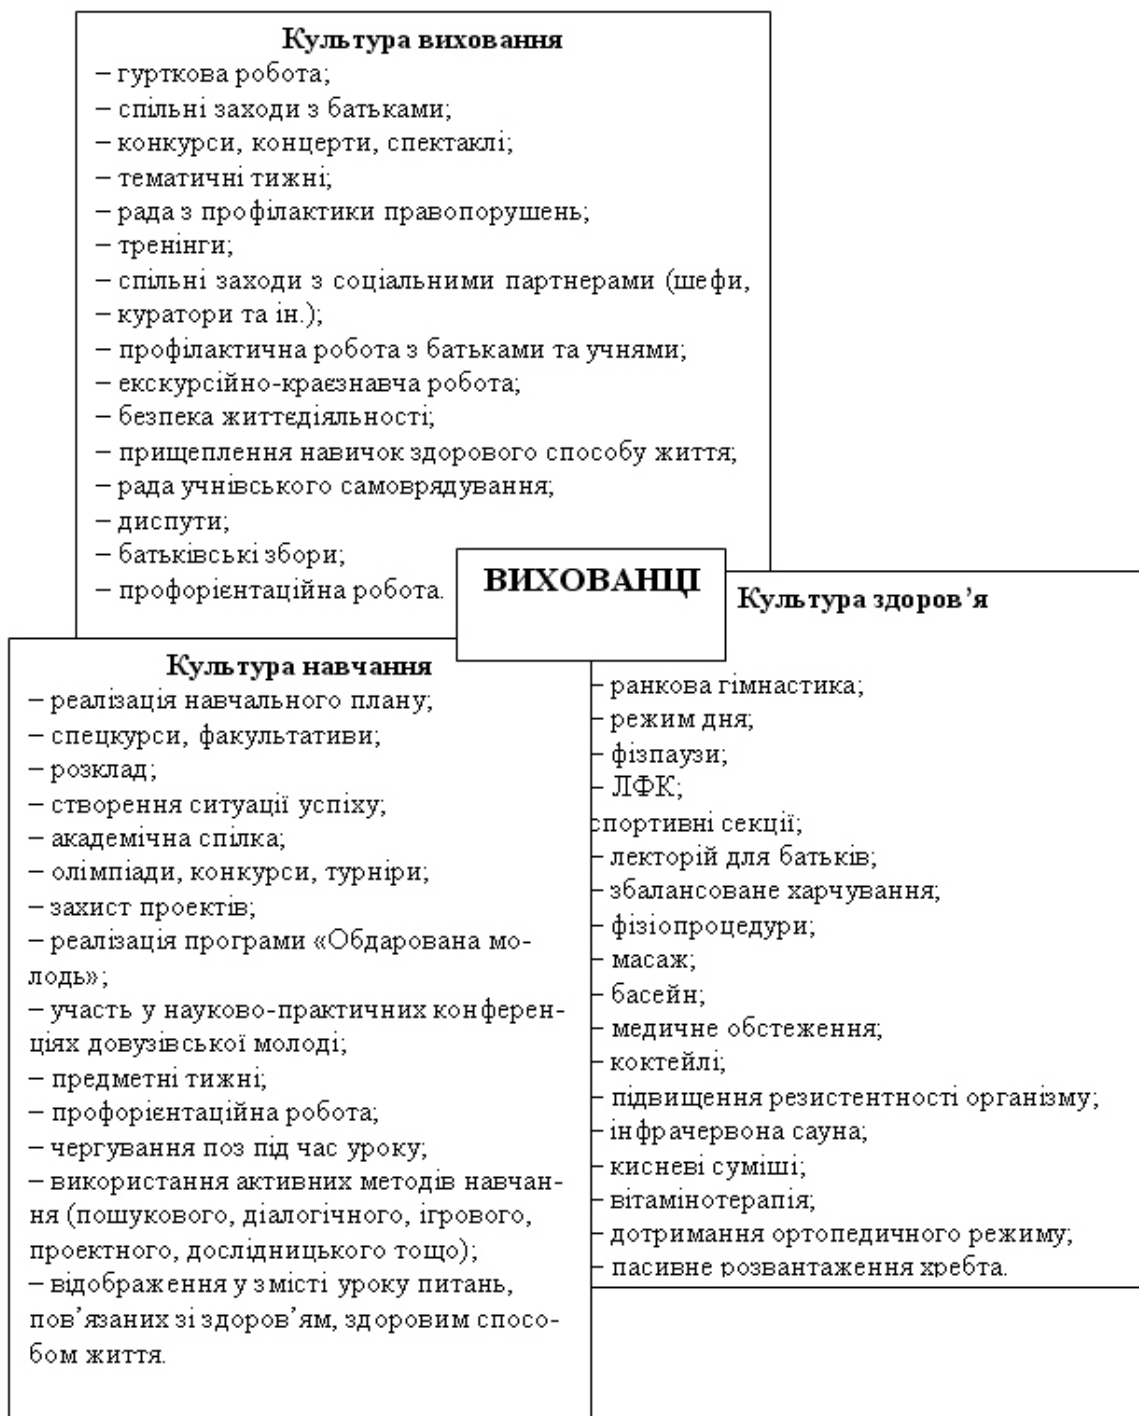 Культура виховання
– гурткова робота;
– спільні заходи з батьками;
– конкурси, концерти, спектаклі;
– тематичні тижні;
– рада з профілактики правопорушень;
– тренінги;
– спільні заходи з соціальними партнерами (шефи,
– куратори та ін.);
– профілактична робота з батьками та учнями;
– екскурсійно-краєзнавча робота;
– безпека життєдіяльності;
– прищеплення навичок здорового способу життя;
– рада учнівського самоврядування;
– диспути;
– батьківські збори;
– профорієнтаційна робота.
ВИХОВАНЦІ
Культура навчання
– реалізація навчального плану;
– спецкурси, факультативи;
– розклад;
– створення ситуації успіху;
– академічна спілка;
– олімпіади, конкурси, турніри;
– захист проектів;
– реалізація програми «Обдарована мо-
лодь»;
– участь у науково-практичних конферен-
ціях довузівської молоді;
– предметні тижні;
– профорієнтаційна робота;
– чергування поз під час уроку;
– використання активних методів навчан-
ня (пошукового, діалогічного, ігрового,
проектного, дослідницького тощо);
– відображення у змісті уроку питань,
пов’язаних зі здоров’ям, здоровим спосо-
бом життя.
Культура здоров’я
– ранкова гімнастика;
– режим дня;
– фізпаузи;
– ЛФК;
спортивні секції;
– лекторій для батьків;
– збалансоване харчування;
– фізіопроцедури;
– масаж;
– басейн;
– медичне обстеження;
– коктейлі;
– підвищення резистентності організму;
– інфрачервона сауна;
– кисневі суміші;
– вітамінотерапія;
– дотримання ортопедичного режиму;
– пасивне розвантаження хребта.